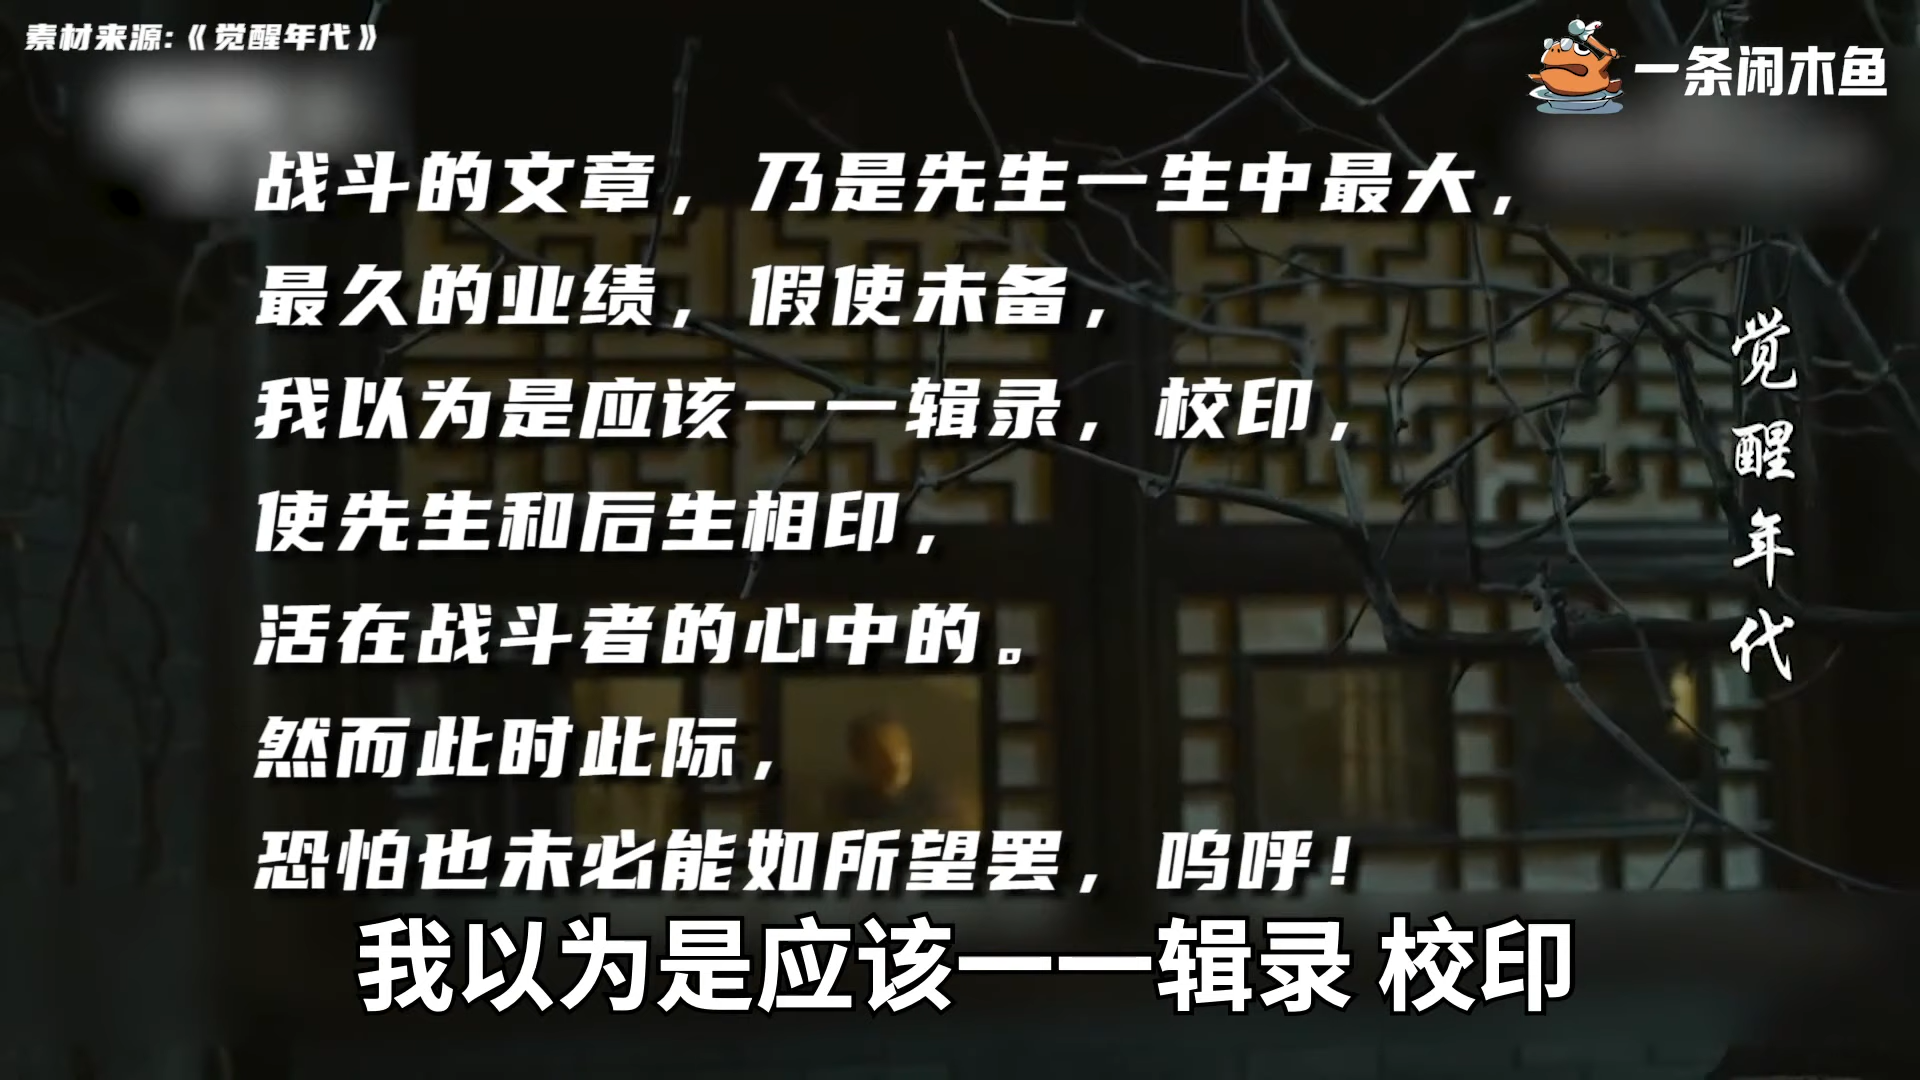 素材来源:《觉醒年代》
一条闲木鱼
战斗的文章，乃是先生一生中最大，
最久的业绩，假使未备，
我以为是应该一一辑录，校印，
使先生和后生相印，
活在战斗者的心中的。
然而此时此际，
恐怕也未必能如所望罢，呜呼！
觉醒年代
我以为是应该一一辑录 校印